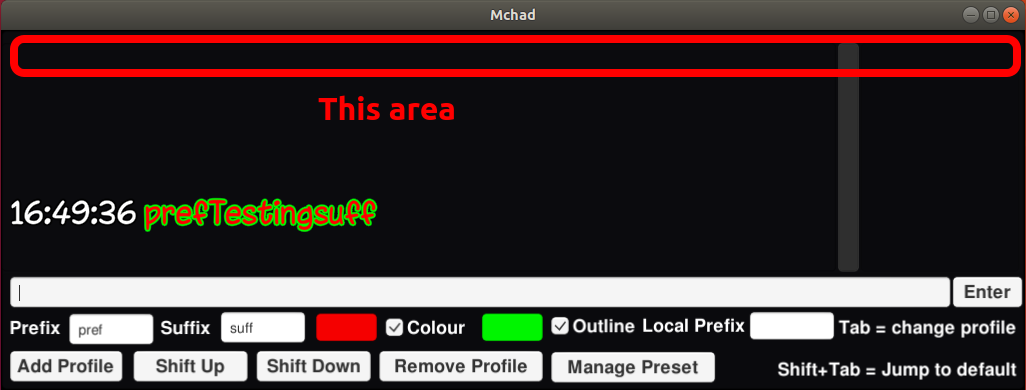 Mchad
This area
16:49:36 prefTestingsuff
Enter
Prefix pref Suffix suff Colour Outline Local Prefix Tab = change profile
Add Profile Shift Up Shift Down Remove Profile Manage Preset Shift+Tab = Jump to default